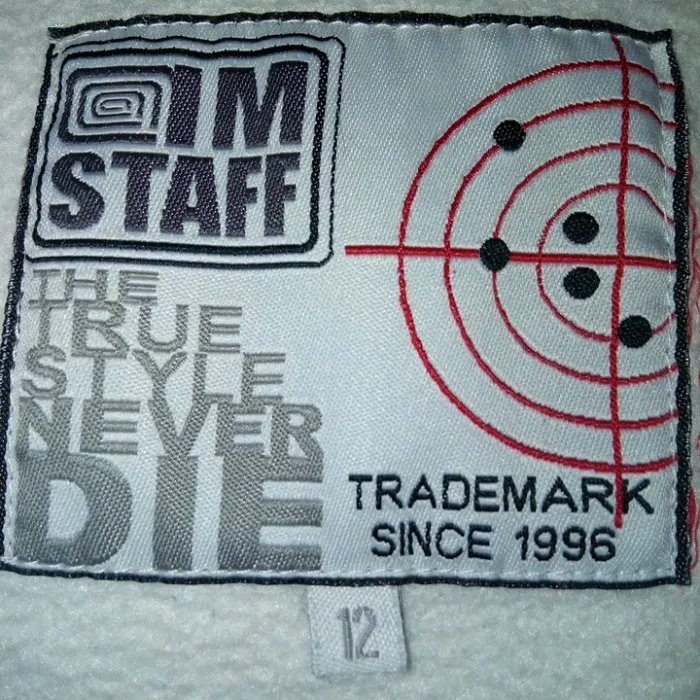 @IM
STAFF
THE
TRUE
STYLE
NEVER
DIE
TRADEMARK
SINCE 1996
12